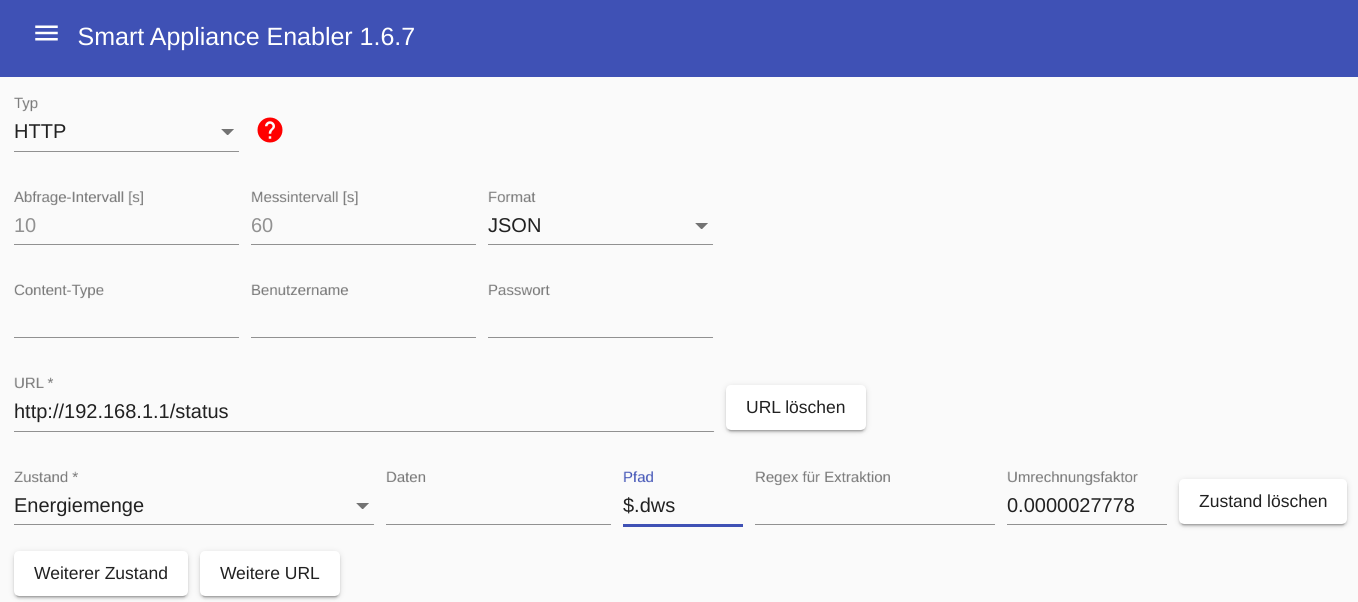 Smart Appliance Enabler 1.6.7
Typ
HTTP
?
Abfrage-Intervall [s] Messintervall [s] Format
10 60 JSON
Content-Type Benutzername Passwort
URL *
http://192.168.1.1/status URL löschen
Zustand * Daten Pfad Regex für Extraktion Umrechnungsfaktor
Energiemenge $.dws 0.0000027778 Zustand löschen
Weiterer Zustand Weitere URL